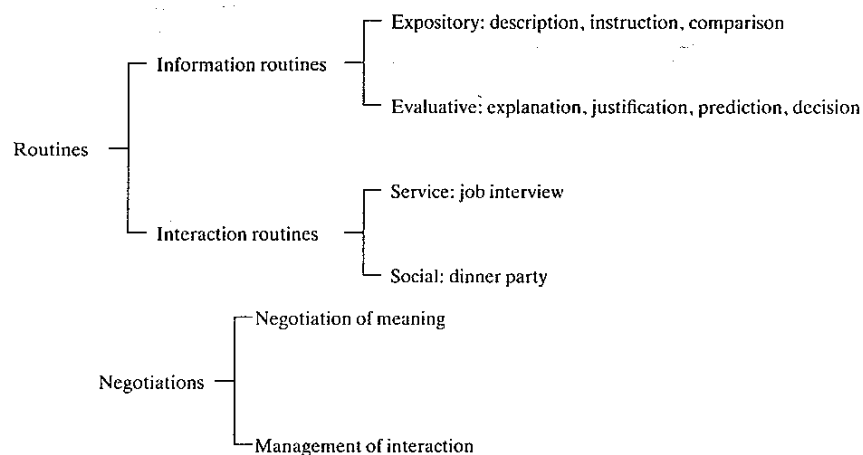 Expository: description, instruction, comparison
Information routines
Evaluative: explanation, justification, prediction, decision
Routines
Service: job interview
Interaction routines
Social: dinner party
Negotiation of meaning
Negotiations
Management of interaction